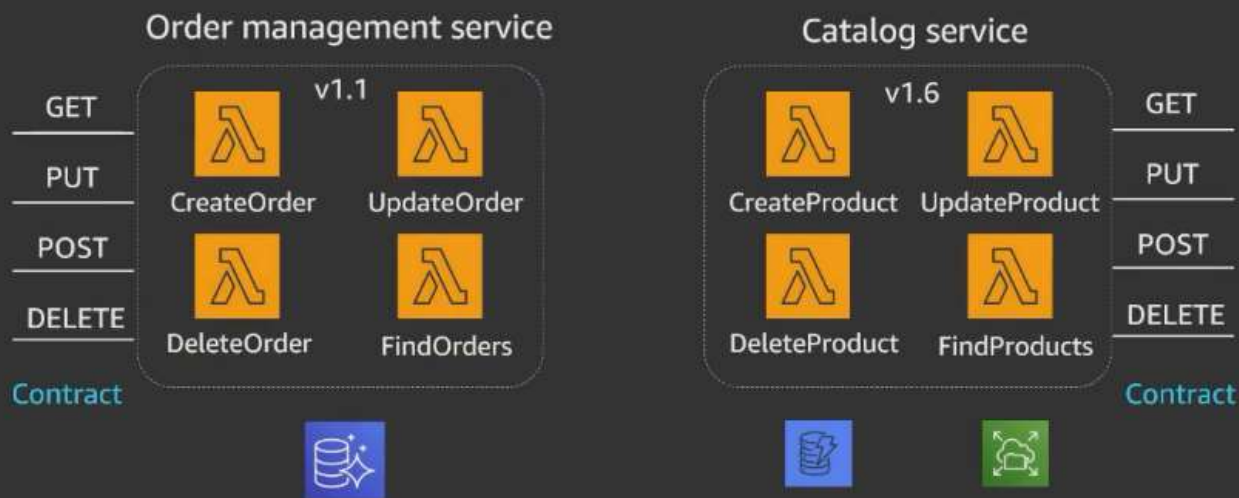 Order management service
v1.1
GET
PUT
POST
DELETE
Contract
CreateOrder
UpdateOrder
DeleteOrder
FindOrders
Catalog service
v1.6
CreateProduct
UpdateProduct
DeleteProduct
FindProducts
GET
PUT
POST
DELETE
Contract